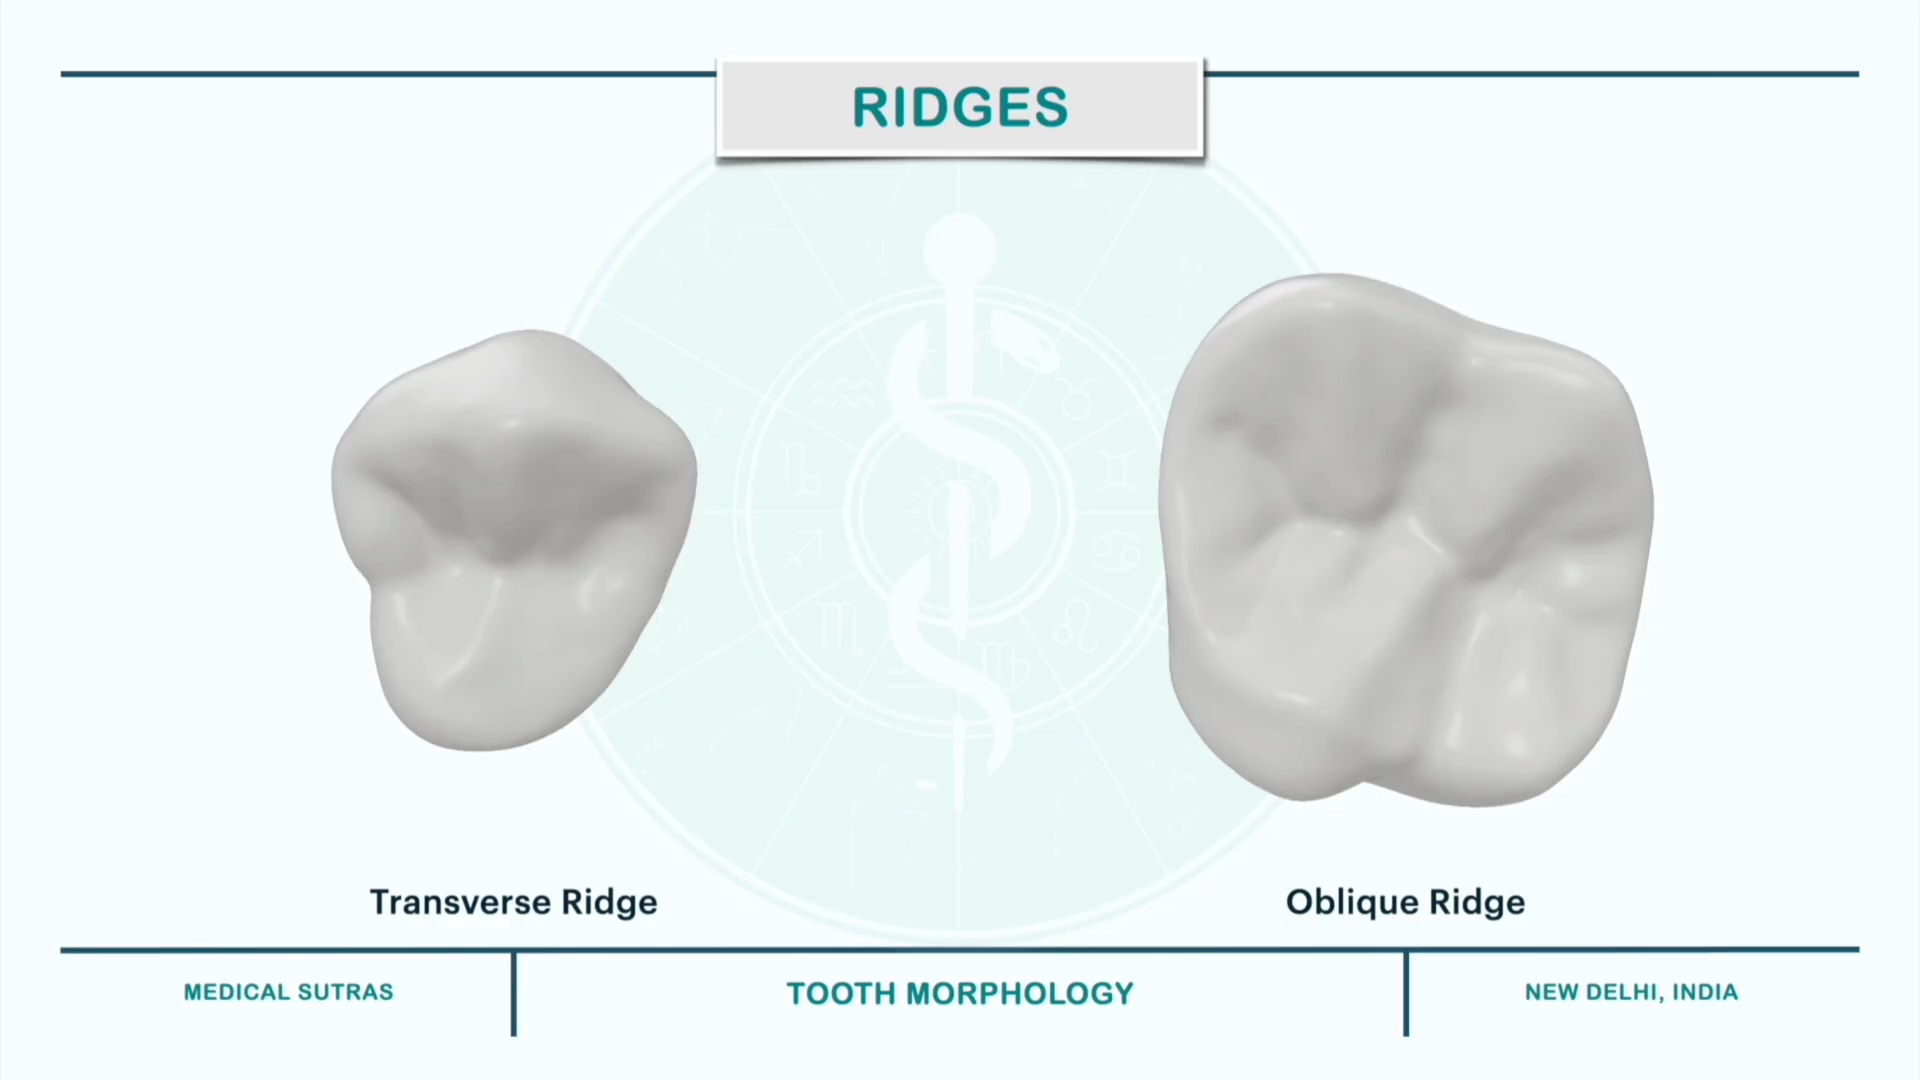 RIDGES
Transverse Ridge
Oblique Ridge
MEDICAL SUTRAS
TOOTH MORPHOLOGY
NEW DELHI, INDIA